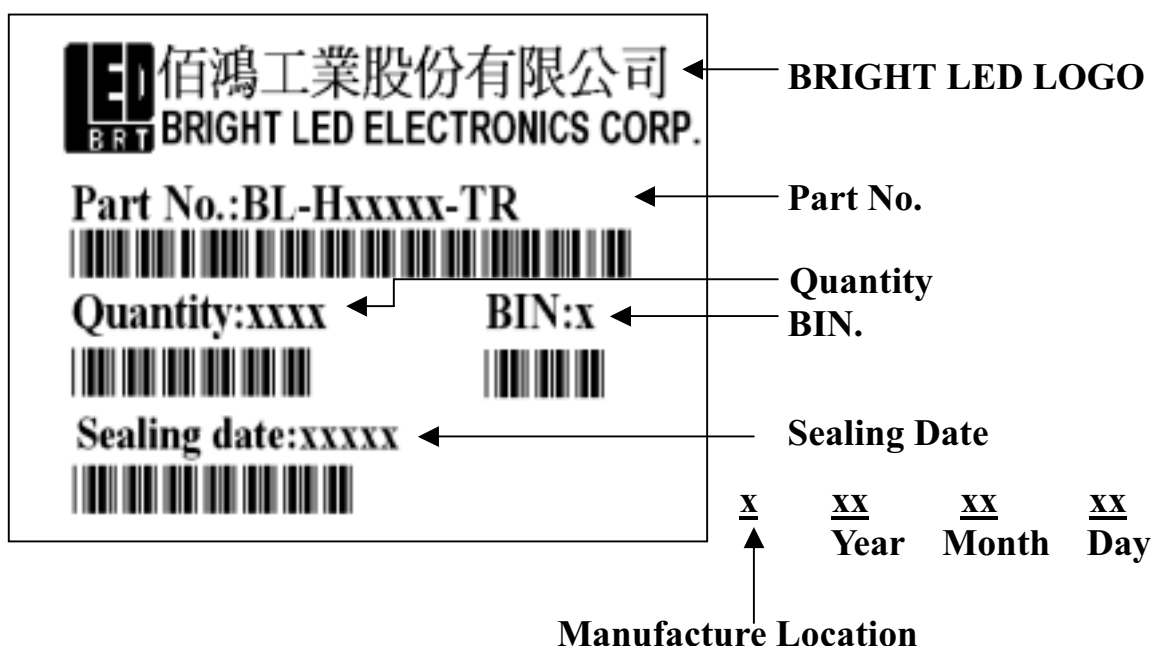 LED
BRT
佰鴻工業股份有限公司
BRIGHT LED ELECTRONICS CORP.
BRIGHT LED LOGO
Part No.:BL-Hxxxxx-TR
Part No.
Quantity:xxxx
BIN:x
Quantity
BIN.
Sealing date:xxxxx
Sealing Date
x xx xx xx
Year Month Day
Manufacture Location